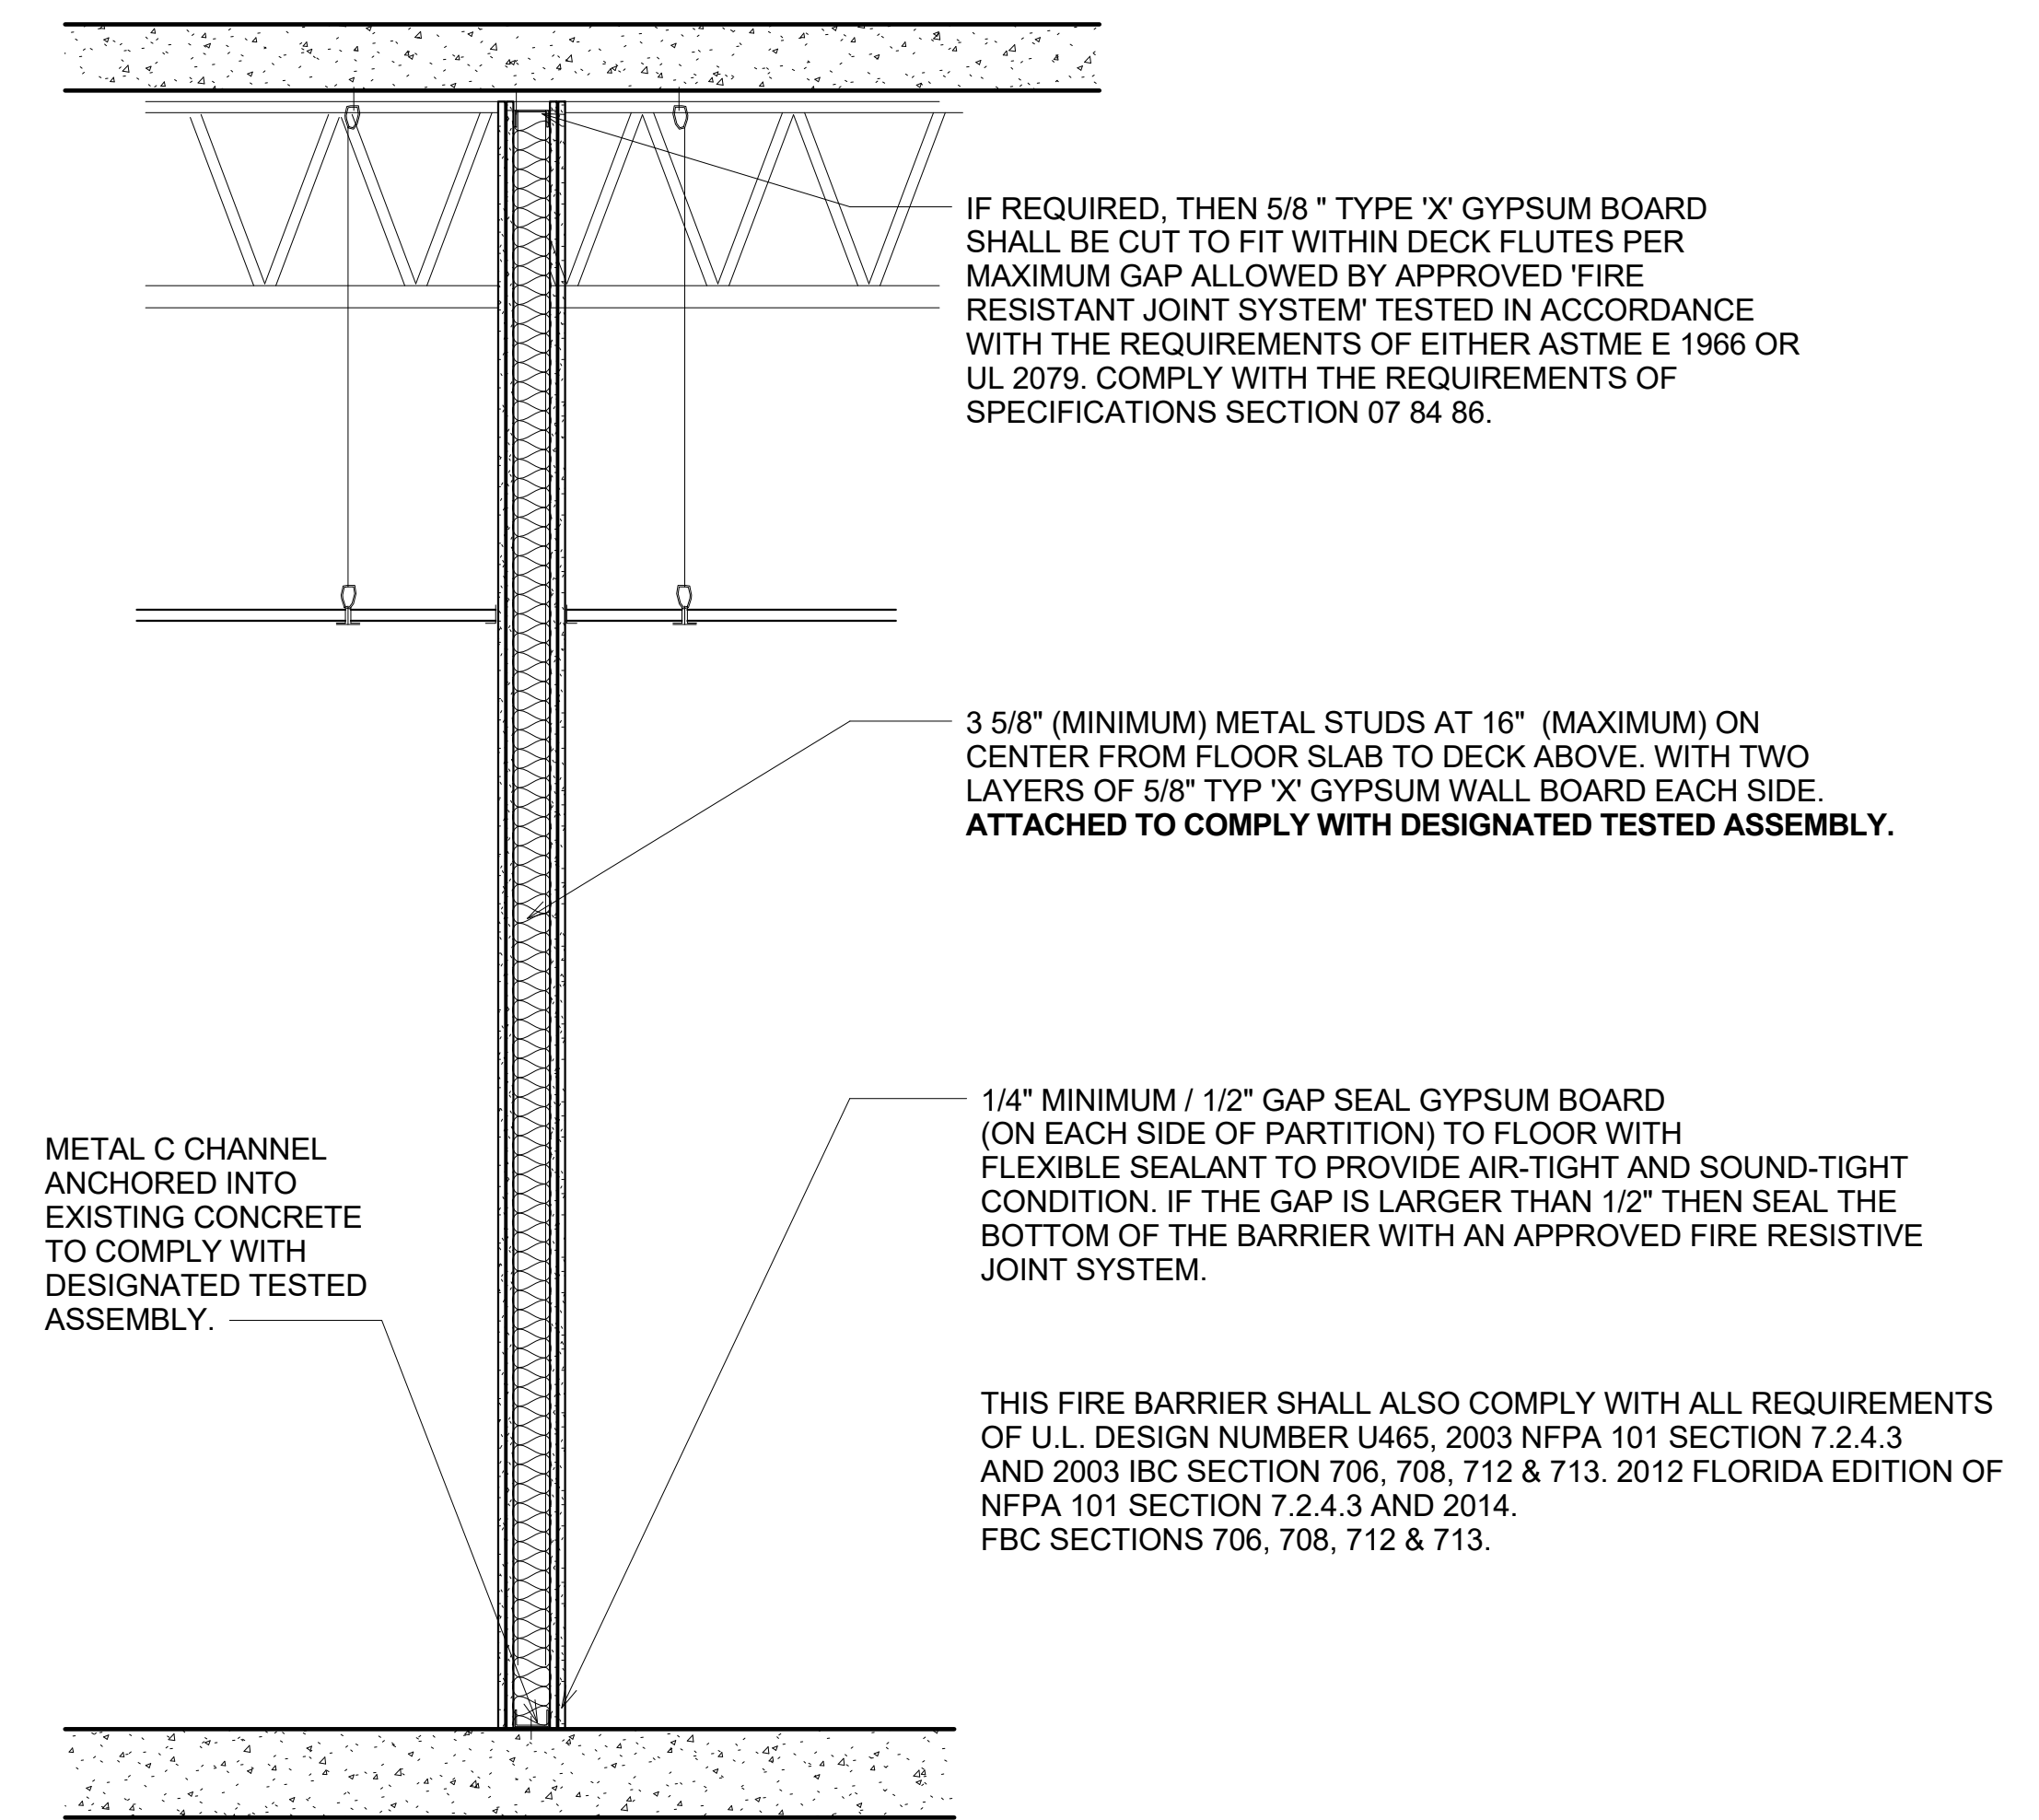 IF REQUIRED, THEN 5/8 " TYPE 'X' GYPSUM BOARD
SHALL BE CUT TO FIT WITHIN DECK FLUTES PER
MAXIMUM GAP ALLOWED BY APPROVED 'FIRE
RESISTANT JOINT SYSTEM' TESTED IN ACCORDANCE
WITH THE REQUIREMENTS OF EITHER ASTME E 1966 OR
UL 2079. COMPLY WITH THE REQUIREMENTS OF
SPECIFICATIONS SECTION 07 84 86.
3 5/8" (MINIMUM) METAL STUDS AT 16" (MAXIMUM) ON
CENTER FROM FLOOR SLAB TO DECK ABOVE. WITH TWO
LAYERS OF 5/8" TYP 'X' GYPSUM WALL BOARD EACH SIDE.
ATTACHED TO COMPLY WITH DESIGNATED TESTED ASSEMBLY.
1/4" MINIMUM / 1/2" GAP SEAL GYPSUM BOARD
(ON EACH SIDE OF PARTITION) TO FLOOR WITH
FLEXIBLE SEALANT TO PROVIDE AIR-TIGHT AND SOUND-TIGHT
CONDITION. IF THE GAP IS LARGER THAN 1/2" THEN SEAL THE
BOTTOM OF THE BARRIER WITH AN APPROVED FIRE RESISTIVE
JOINT SYSTEM.
METAL C CHANNEL
ANCHORED INTO
EXISTING CONCRETE
TO COMPLY WITH
DESIGNATED TESTED
ASSEMBLY.
THIS FIRE BARRIER SHALL ALSO COMPLY WITH ALL REQUIREMENTS
OF U.L. DESIGN NUMBER U465, 2003 NFPA 101 SECTION 7.2.4.3
AND 2003 IBC SECTION 706, 708, 712 & 713. 2012 FLORIDA EDITION OF
NFPA 101 SECTION 7.2.4.3 AND 2014.
FBC SECTIONS 706, 708, 712 & 713.